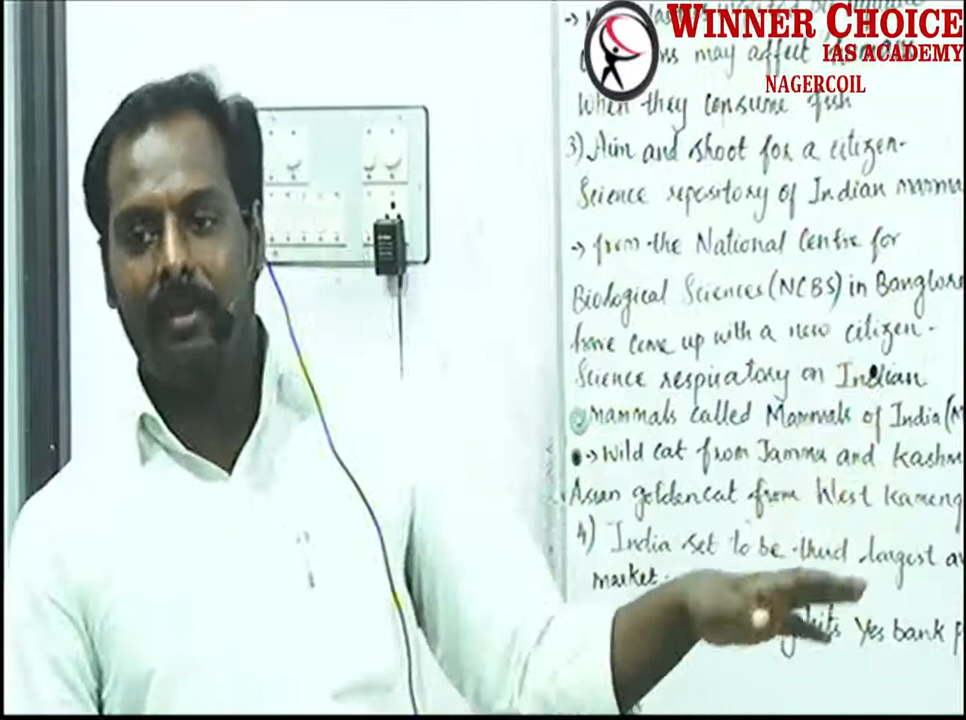 WINNER CHOICE
IAS ACADEMY
NAGERCOIL
may affect
When they consume fish
3) Aim and shoot for a citizen-
Science repository of Indian
→ from the National Centre for
Biological Sciences (NCBS) in Banglore
have come up with a new citizen-
Science respiratory on Indian
mammals called Mammals of India (M
→ Wild cat from Jammu and Kashm
Asian golden cat from West Kameng
4) India set to be third largest av
market.
Yes bank